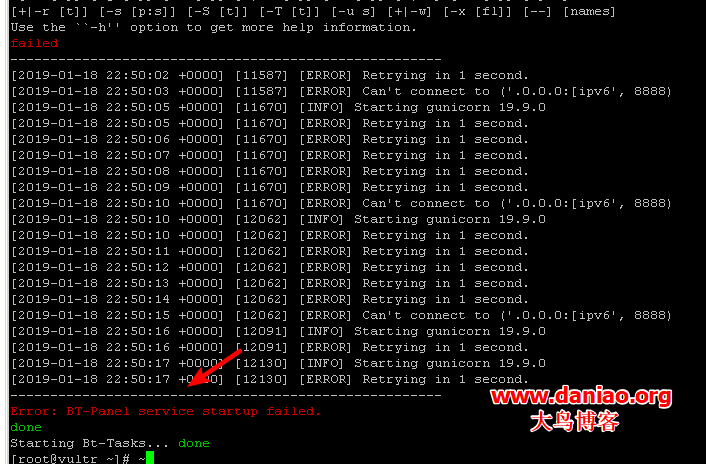 [+|-r [t]] [-s [p:s]] [-S [t]] [-T [t]] [-u s] [+|-w] [-x [fl]] [--] [names]
Use the ``-h'' option to get more help information.
failed
------------------------------------------------------
[2019-01-18 22:50:02 +0000] [11587] [ERROR] Retrying in 1 second.
[2019-01-18 22:50:03 +0000] [11587] [ERROR] Can't connect to ('.0.0.0:[ipv6', 8888)
[2019-01-18 22:50:05 +0000] [11670] [INFO] Starting gunicorn 19.9.0
[2019-01-18 22:50:05 +0000] [11670] [ERROR] Retrying in 1 second.
[2019-01-18 22:50:06 +0000] [11670] [ERROR] Retrying in 1 second.
[2019-01-18 22:50:07 +0000] [11670] [ERROR] Retrying in 1 second.
[2019-01-18 22:50:08 +0000] [11670] [ERROR] Retrying in 1 second.
[2019-01-18 22:50:09 +0000] [11670] [ERROR] Retrying in 1 second.
[2019-01-18 22:50:10 +0000] [11670] [ERROR] Can't connect to ('.0.0.0:[ipv6', 8888)
[2019-01-18 22:50:10 +0000] [12062] [INFO] Starting gunicorn 19.9.0
[2019-01-18 22:50:10 +0000] [12062] [ERROR] Retrying in 1 second.
[2019-01-18 22:50:11 +0000] [12062] [ERROR] Retrying in 1 second.
[2019-01-18 22:50:12 +0000] [12062] [ERROR] Retrying in 1 second.
[2019-01-18 22:50:13 +0000] [12062] [ERROR] Retrying in 1 second.
[2019-01-18 22:50:14 +0000] [12062] [ERROR] Retrying in 1 second.
[2019-01-18 22:50:15 +0000] [12062] [ERROR] Can't connect to ('.0.0.0:[ipv6', 8888)
[2019-01-18 22:50:16 +0000] [12091] [INFO] Starting gunicorn 19.9.0
[2019-01-18 22:50:16 +0000] [12091] [ERROR] Retrying in 1 second.
[2019-01-18 22:50:17 +0000] [12130] [INFO] Starting gunicorn 19.9.0
[2019-01-18 22:50:17 +0000] [12130] [ERROR] Retrying in 1 second.
------------------------------------------------------
www.daniao.org
Error: BT-Panel service startup failed.
大鸟博客
done
Starting Bt-Tasks... done
[root@vultr ~]# ~